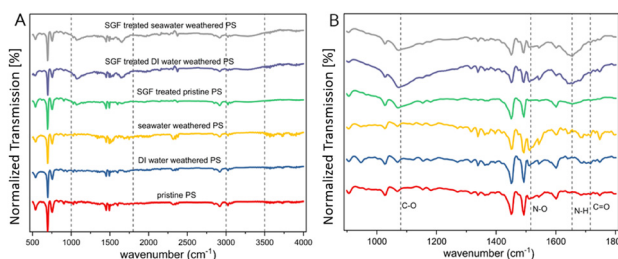 A
SGF treated seawater weathered PS
SGF treated DI water weathered PS
SGF treated pristine PS
seawater weathered PS
DI water weathered PS
pristine PS
Normalized Transmission [%]
500 1000 1500 2000 2500 3000 3500 4000
wavenumber (cm⁻¹)
B
C-O
N-O
N-H
C=O
Normalized Transmission [%]
1000 1200 1400 1600
wavenumber (cm⁻¹)